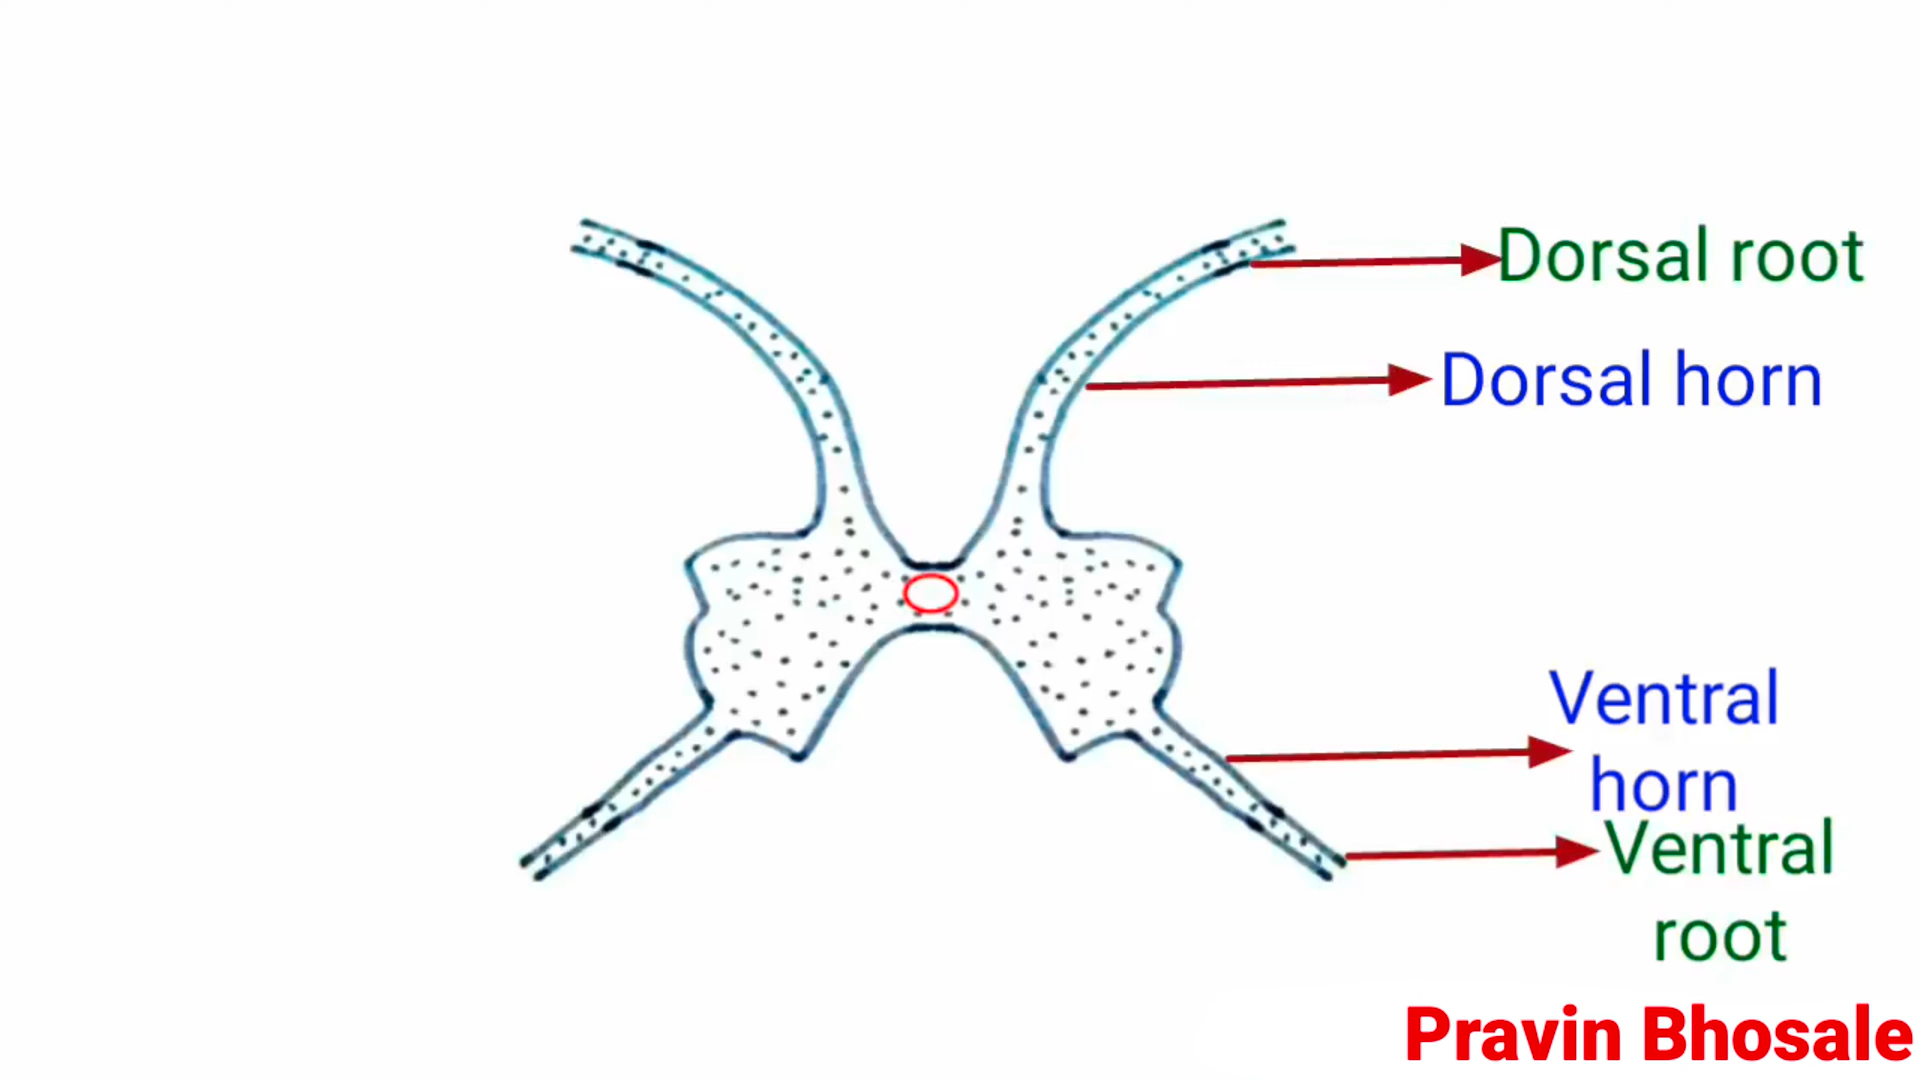 Dorsal root
Dorsal horn
Ventral
horn
Ventral
root
Pravin Bhosale